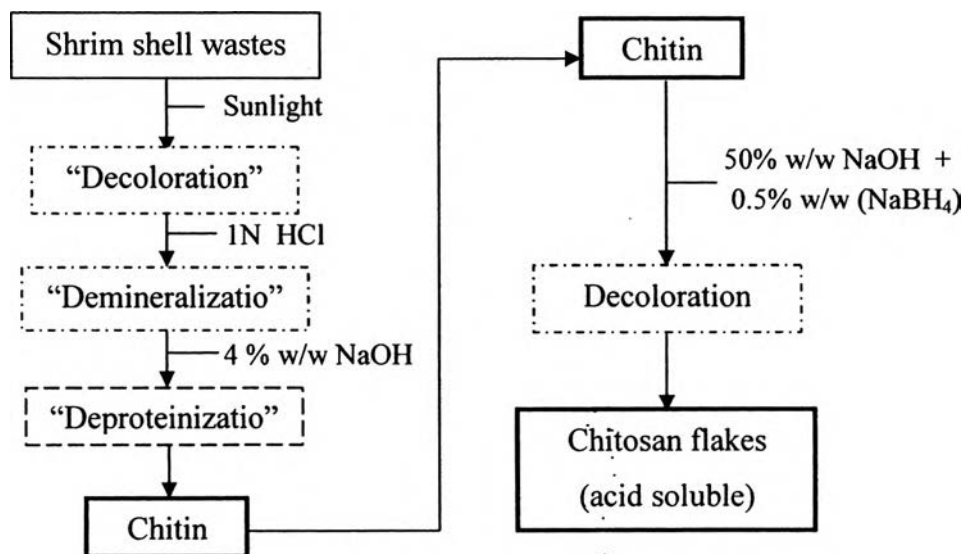 Shrim shell wastes
Sunlight
“Decoloration”
1N HCl
“Demineralizatio”
4 % w/w NaOH
“Deproteinizatio”
Chitin
Chitin
50% w/w NaOH +
0.5% w/w (NaBH₄)
Decoloration
Chitosan flakes
(acid soluble)